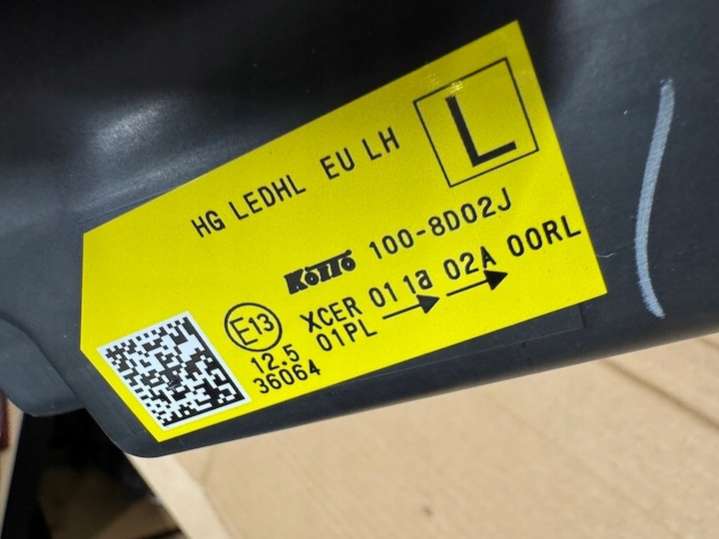 HG LEDHL EU LH L
KOITO 100-8D02J
E13 XCER 01 1a 02A 00RL
12.5 01PL → →
36064